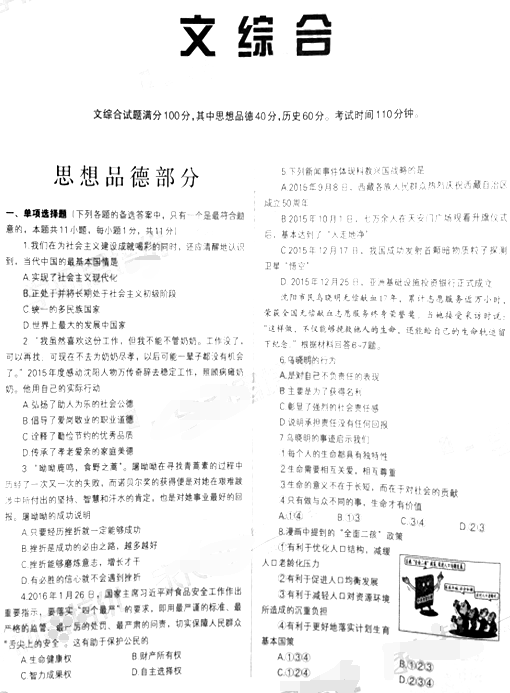 文综合
文综合试题满分100分,其中思想品德40分,历史60分。考试时间110分钟。
思想品德部分
一、单项选择题（下列各题的备选答案中，只有一个是最符合题
意的，本题共11小题，每小题1分，共11分）
1.我们在为社会主义建设成就喝彩的同时，还应清醒地认识
到，当代中国的最基本国情是
A.实现了社会主义现代化
B.正处于并将长期处于社会主义初级阶段
C.统一的多民族国家
D.世界上最大的发展中国家
2.“我虽然喜欢这份工作，但我不能不管奶奶。工作没了，
可以再找，可现在不去为奶奶尽孝，以后可能一辈子都没有机会
了。”2015年度感动沈阳人物万传奇辞去稳定工作，照顾病瘫奶
奶。他用自己的实际行动
A.弘扬了助人为乐的社会公德
B.倡导了爱岗敬业的职业道德
C.诠释了勤俭节约的优秀品质
D.传承了孝老爱亲的家庭美德
3.“呦呦鹿鸣，食野之蒿”。屠呦呦在寻找青蒿素的过程中
历经了一次又一次的失败，而诺贝尔奖的获得便是对她在艰难跋
涉中所付出的坚持、智慧和汗水的肯定，也是对她事业最好的回
报。屠呦呦的成功说明
A.只要经历挫折就一定能够成功
B.挫折是成功的必由之路，越多越好
C.挫折能够磨炼意志，增长才干
D.有必胜的信心就不会遇到挫折
4.2016年1月26日，国家主席习近平对食品安全工作作出
重要指示，要落实“四个最严”的要求，即用最严谨的标准、最
严格的监管、最严厉的处罚、最严肃的问责，切实保障人民群众
“舌尖上的安全”。这有助于保护公民的
A.生命健康权 B.财产所有权
C.智力成果权 D.自主选择权
5.下列新闻事件体现科教兴国战略的是
A.2015年9月8日，西藏各族人民群众热烈庆祝西藏自治区
成立50周年
B.2015年10月1日，七万余人在天安门广场观看升旗仪式
后，基本达到了“人走地净”
C.2015年12月17日，我国成功发射首颗暗物质粒子探测
卫星“悟空”
D.2015年12月25日，亚洲基础设施投资银行正式成立
沈阳市民乌晓明无偿献血17年，累计志愿服务近万小时，
荣获全国无偿献血志愿服务终身荣誉奖。当她接受采访时说：
“这样做，不仅能够挽救他人的生命，还能给自己的生命轨迹留
下纪念。”根据材料回答6~7题。
6.乌晓明的行为
A.是对自己不负责任的表现
B.主要是为了获得名利
C.彰显了强烈的社会责任感
D.说明承担责任没有任何回报
7.乌晓明的事迹启示我们
①每个人的生命都具有独特性
②生命需要相互关爱，相互尊重
③生命的意义不在于长短，而在于对社会的贡献
④只有做与众不同的事，生命才有价值
A.①④ B.①③ C.③④ D.②③
8.漫画中提到的“全面二孩”政策
①有利于优化人口结构，减缓
人口老龄化压力
②有利于促进人口均衡发展
③有利于减轻人口对资源环境
所造成的沉重负担
④有利于更好地落实计划生育
基本国策
A.①③④ B.①②③
C.①②④ D.②③④